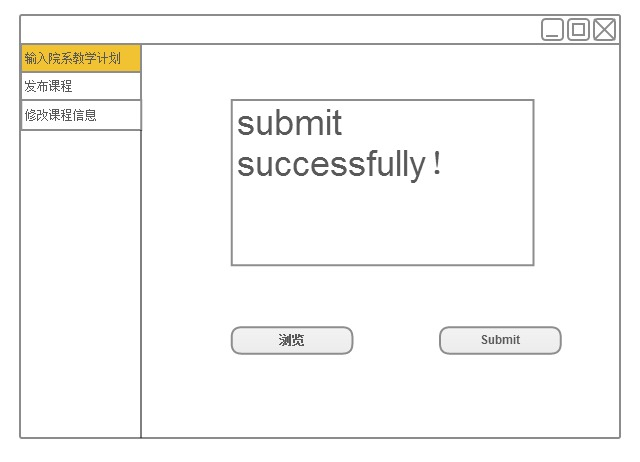 输入院系教学计划
发布课程
修改课程信息
submit
successfully！
浏览
Submit